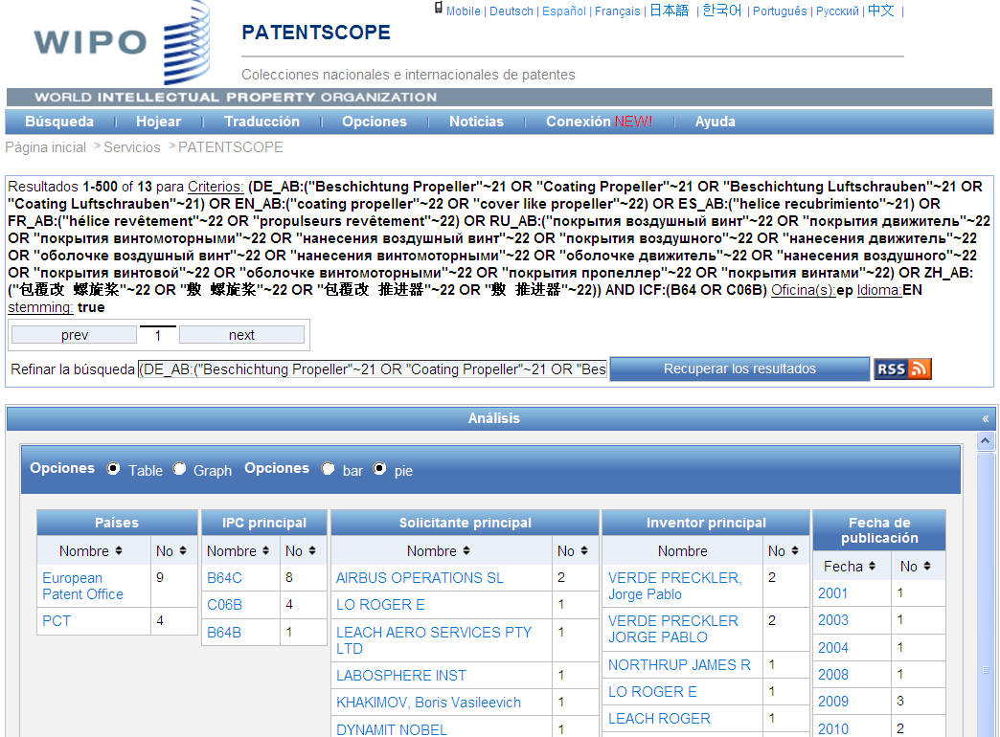 Mobile | Deutsch | Español | Français | 日本語 | 한국어 | Português | Русский | 中文 |
WIPO
PATENTSCOPE
Colecciones nacionales e internacionales de patentes
WORLD INTELLECTUAL PROPERTY ORGANIZATION
Búsqueda | Hojear | Traducción | Opciones | Noticias | Conexión NEW! | Ayuda
Página inicial > Servicios > PATENTSCOPE
Resultados 1-500 of 13 para Criterios: (DE_AB:("Beschichtung Propeller"~21 OR "Coating Propeller"~21 OR "Beschichtung Luftschrauben"~21 OR
"Coating Luftschrauben"~21) OR EN_AB:("coating propeller"~22 OR "cover like propeller"~22) OR ES_AB:("helice recubrimiento"~21) OR
FR_AB:("hélice revêtement"~22 OR "propulseurs revêtement"~22) OR RU_AB:("покрытия воздушный винт"~22 OR "покрытия движитель"~22
OR "покрытия винтомоторными"~22 OR "нанесения воздушный винт"~22 OR "покрытия воздушного"~22 OR "нанесения движитель"~22
OR "оболочке воздушный винт"~22 OR "нанесения винтомоторными"~22 OR "оболочке движитель"~22 OR "нанесения воздушного"~22
OR "покрытия винтовой"~22 OR "оболочке винтомоторными"~22 OR "покрытия пропеллер"~22 OR "покрытия винтами"~22) OR ZH_AB:
("包覆改 螺旋桨"~22 OR "敷 螺旋桨"~22 OR "包覆改 推进器"~22 OR "敷 推进器"~22)) AND ICF:(B64 OR C06B) Oficina(s):ep Idioma:EN
stemming: true
prev 1 next
Refinar la búsqueda (DE_AB:("Beschichtung Propeller"~21 OR "Coating Propeller"~21 OR "Bes Recuperar los resultados RSS
Análisis «
Opciones Table Graph Opciones bar pie
Países IPC principal Solicitante principal Inventor principal Fecha de publicación
Nombre No Nombre No Nombre No Nombre No Fecha No
European Patent Office 9
PCT 4
B64C 8
C06B 4
B64B 1
AIRBUS OPERATIONS SL 2
LO ROGER E 1
LEACH AERO SERVICES PTY LTD 1
LABOSPHERE INST 1
KHAKIMOV, Boris Vasileevich 1
DYNAMIT NOBEL 1
VERDE PRECKLER, Jorge Pablo 2
VERDE PRECKLER JORGE PABLO 2
NORTHRUP JAMES R 1
LO ROGER E 1
LEACH ROGER 1
2001 1
2003 1
2004 1
2008 1
2009 3
2010 2